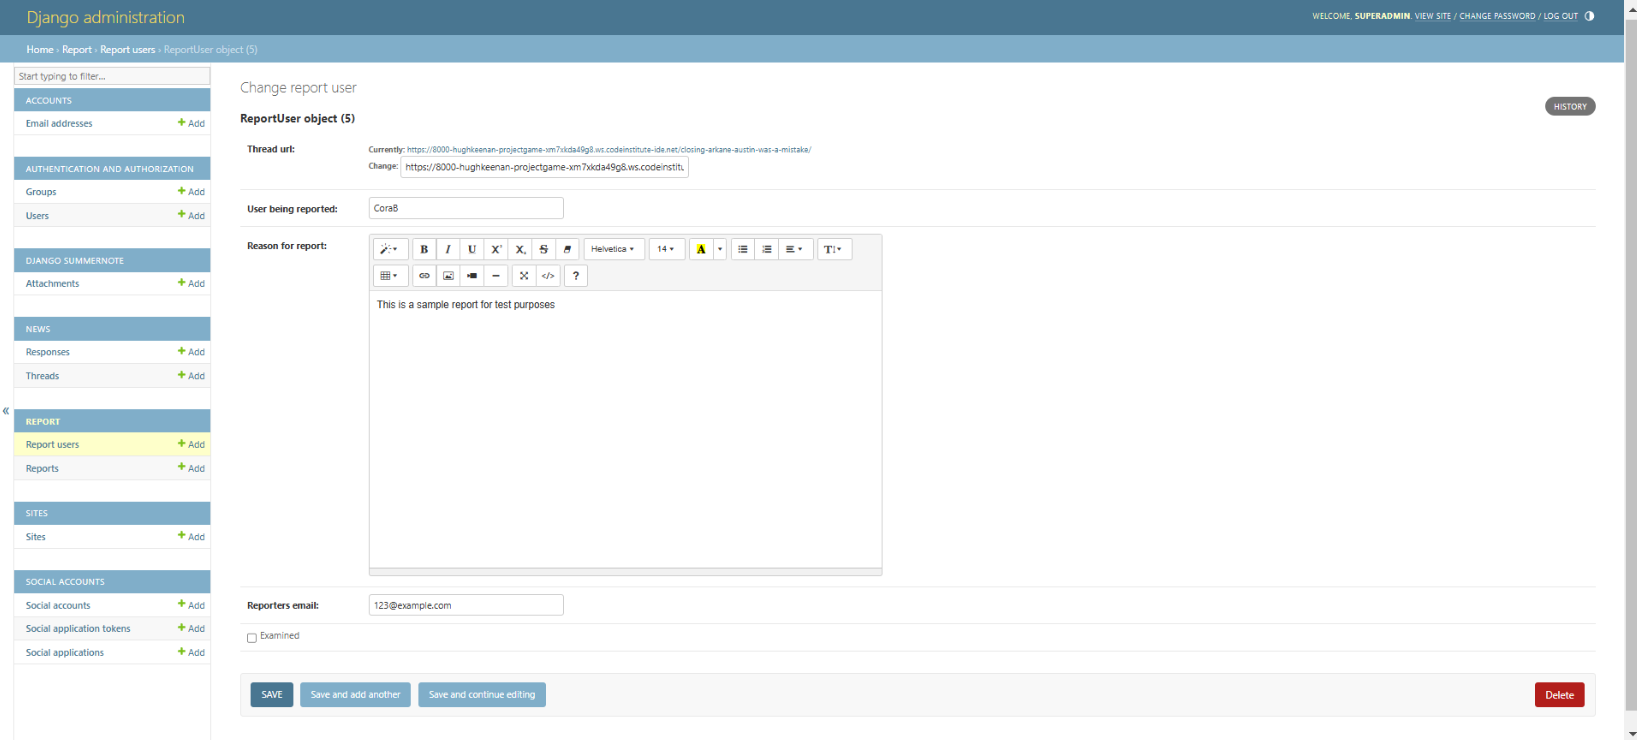 Django administration
WELCOME, SUPERADMIN. VIEW SITE / CHANGE PASSWORD / LOG OUT
Home › Report › Report users › ReportUser object (5)
Start typing to filter...
ACCOUNTS
Email addresses + Add
AUTHENTICATION AND AUTHORIZATION
Groups + Add
Users + Add
DJANGO SUMMERNOTE
Attachments + Add
NEWS
Responses + Add
Threads + Add
REPORT
Report users + Add
Reports + Add
SITES
Sites + Add
SOCIAL ACCOUNTS
Social accounts + Add
Social application tokens + Add
Social applications + Add
«
Change report user
HISTORY
ReportUser object (5)
Thread url:
Currently: https://8000-hughkeenan-projectgame-xm7xkda49g8.ws.codeinstitute-ide.net/closing-arkane-austin-was-a-mistake/
Change: https://8000-hughkeenan-projectgame-xm7xkda49g8.ws.codeinstitu
User being reported: CoraB
Reason for report:
B I U X² X₂ S Helvetica 14 A T
</> ?
This is a sample report for test purposes
Reporters email: 123@example.com
Examined
SAVE Save and add another Save and continue editing Delete